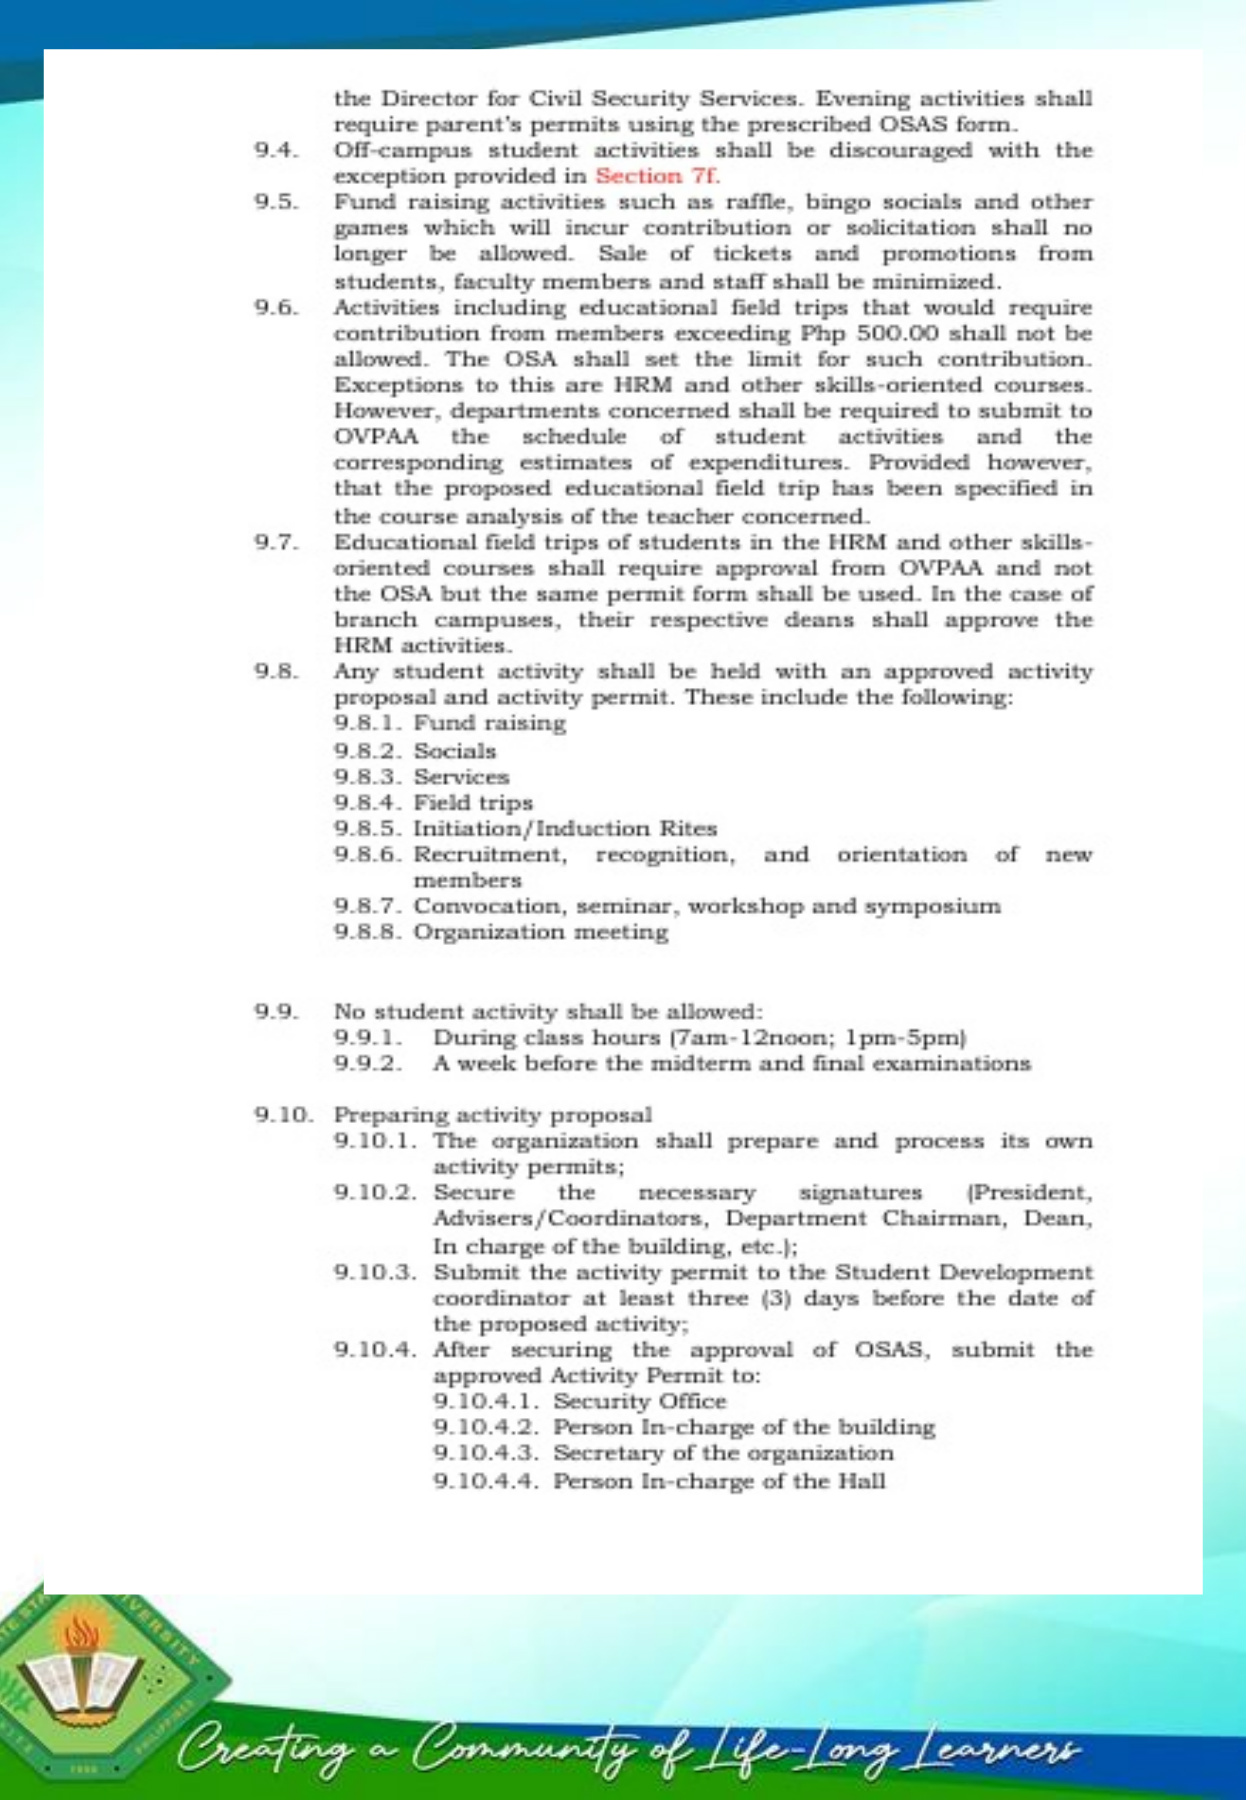 the Director for Civil Security Services. Evening activities shall
require parent's permits using the prescribed OSAS form.
9.4. Off-campus student activities shall be discouraged with the
exception provided in Section 7f.
9.5. Fund raising activities such as raffle, bingo socials and other
games which will incur contribution or solicitation shall no
longer be allowed. Sale of tickets and promotions from
students, faculty members and staff shall be minimized.
9.6. Activities including educational field trips that would require
contribution from members exceeding Php 500.00 shall not be
allowed. The OSA shall set the limit for such contribution.
Exceptions to this are HRM and other skills-oriented courses.
However, departments concerned shall be required to submit to
OVPAA the schedule of student activities and the
corresponding estimates of expenditures. Provided however,
that the proposed educational field trip has been specified in
the course analysis of the teacher concerned.
9.7. Educational field trips of students in the HRM and other skills-
oriented courses shall require approval from OVPAA and not
the OSA but the same permit form shall be used. In the case of
branch campuses, their respective deans shall approve the
HRM activities.
9.8. Any student activity shall be held with an approved activity
proposal and activity permit. These include the following:
9.8.1. Fund raising
9.8.2. Socials
9.8.3. Services
9.8.4. Field trips
9.8.5. Initiation/Induction Rites
9.8.6. Recruitment, recognition, and orientation of new
members
9.8.7. Convocation, seminar, workshop and symposium
9.8.8. Organization meeting
9.9. No student activity shall be allowed:
9.9.1. During class hours (7am-12noon; 1pm-5pm)
9.9.2. A week before the midterm and final examinations
9.10. Preparing activity proposal
9.10.1. The organization shall prepare and process its own
activity permits;
9.10.2. Secure the necessary signatures (President,
Advisers/Coordinators, Department Chairman, Dean,
In charge of the building, etc.);
9.10.3. Submit the activity permit to the Student Development
coordinator at least three (3) days before the date of
the proposed activity;
9.10.4. After securing the approval of OSAS, submit the
approved Activity Permit to:
9.10.4.1. Security Office
9.10.4.2. Person In-charge of the building
9.10.4.3. Secretary of the organization
9.10.4.4. Person In-charge of the Hall
PHILIPPINES
Creating a Community of Life-Long Learners